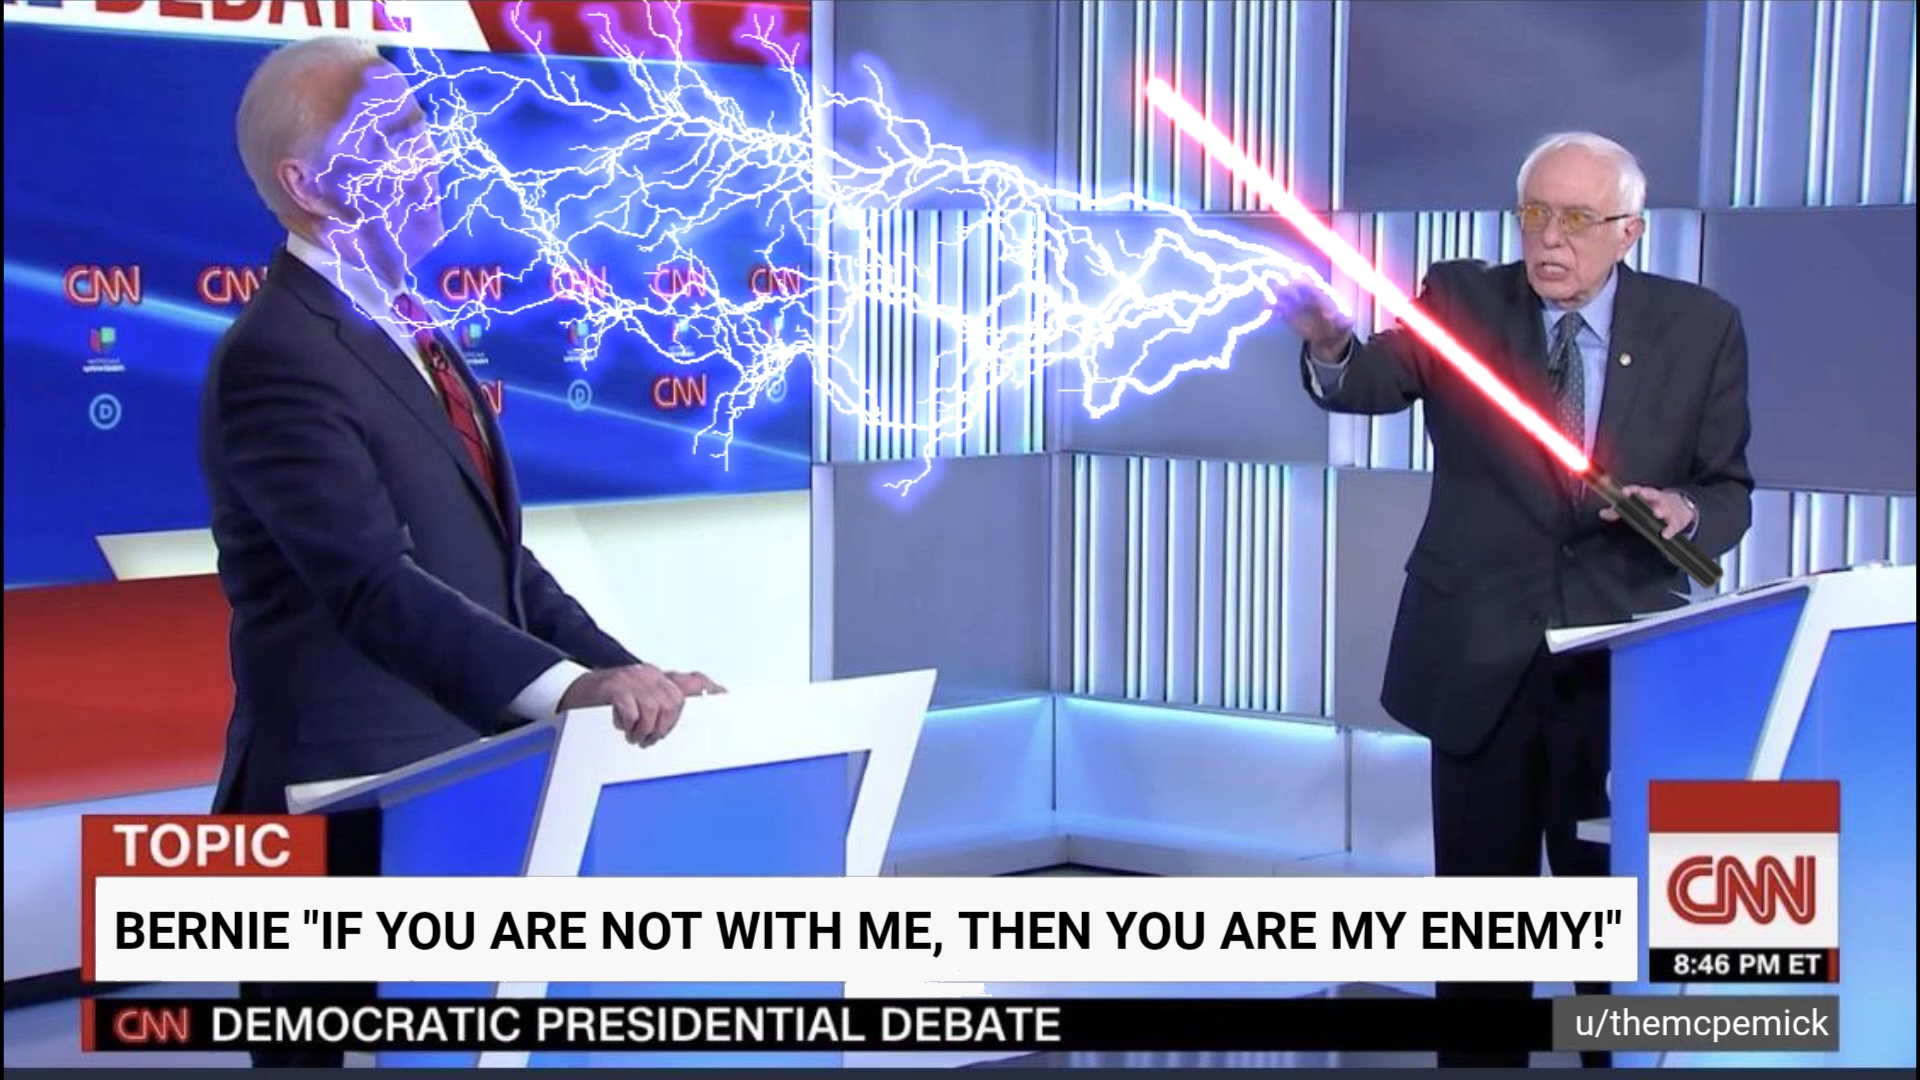 DEBATE
CNN CNN CNN CNN CNN CNN
D CNN D
TOPIC
BERNIE "IF YOU ARE NOT WITH ME, THEN YOU ARE MY ENEMY!"
CNN
8:46 PM ET
CNN DEMOCRATIC PRESIDENTIAL DEBATE
u/themcpemick